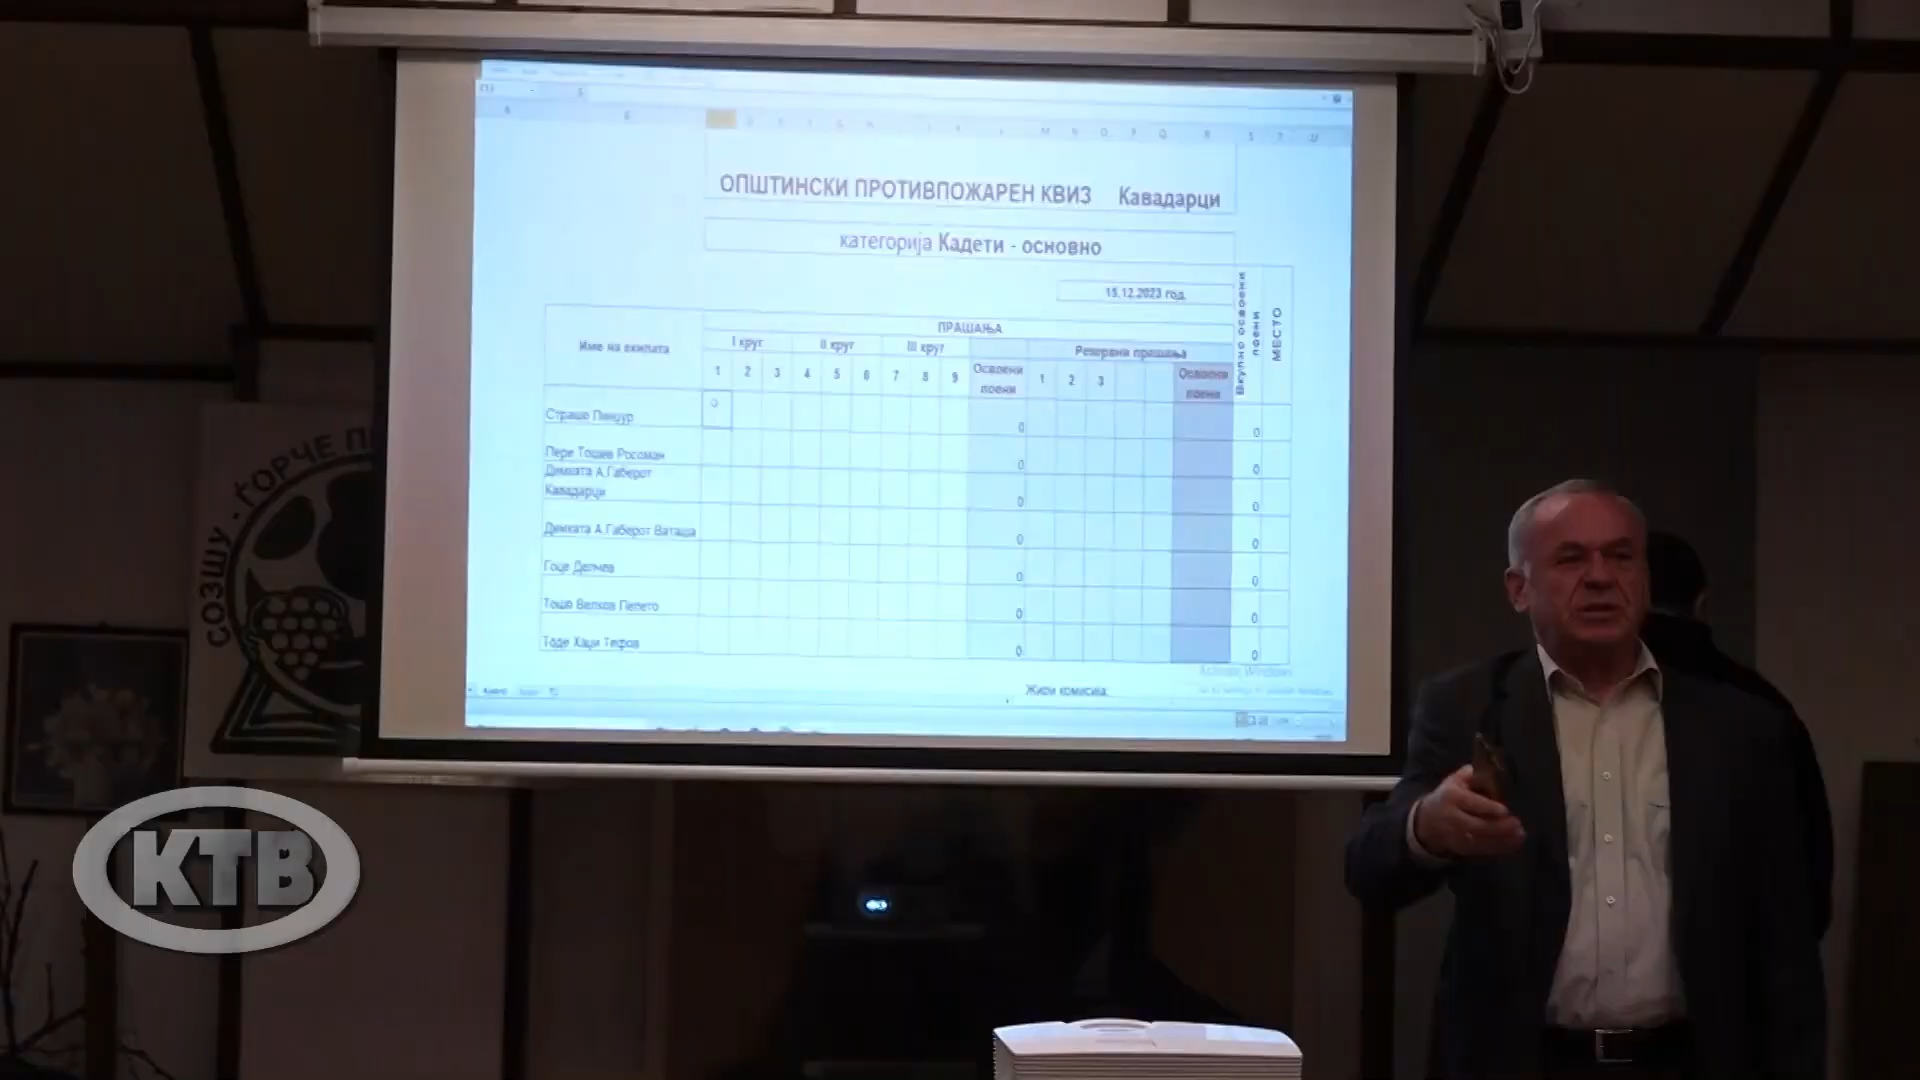 ОПШТИНСКИ ПРОТИВПОЖАРЕН КВИЗ Кавадарци
категорија Кадети - основно
15.12.2023 год.
Вкупно освоени поени
МЕСТО
ПРАШАЊА
Име на екипата
I круг II круг III круг
Резервни прашања
1 2 3 4 5 6 7 8 9 Освоени поени 1 2 3 Освоени поени
Страшо Пинџур 0 0
Пере Тошев Росоман 0 0
Димката А.Габерот Кавадарци 0 0
Димката А.Габерот Ваташа 0 0
Гоце Делчев 0 0
Тошо Велков Пепето 0 0
Тоде Хаџи Тефов 0 0
Activate Windows
Жири комисија:
СОЗШУ - ЃОРЧЕ П
КТВ